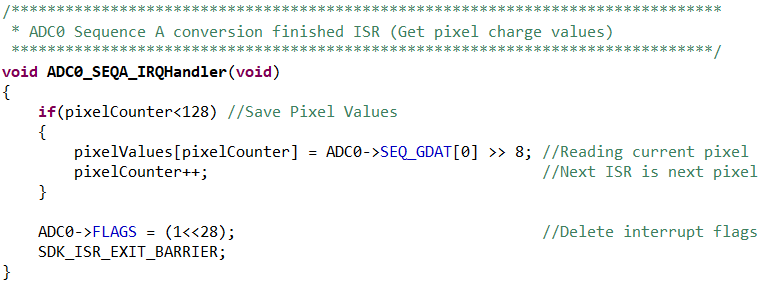 /***********************************************************************
 * ADC0 Sequence A conversion finished ISR (Get pixel charge values)
 **********************************************************************/
void ADC0_SEQA_IRQHandler(void)
{
    if(pixelCounter<128) //Save Pixel Values
    {
        pixelValues[pixelCounter] = ADC0->SEQ_GDAT[0] >> 8; //Reading current pixel
        pixelCounter++;                                     //Next ISR is next pixel
    }

    ADC0->FLAGS = (1<<28);                                  //Delete interrupt flags
    SDK_ISR_EXIT_BARRIER;
}